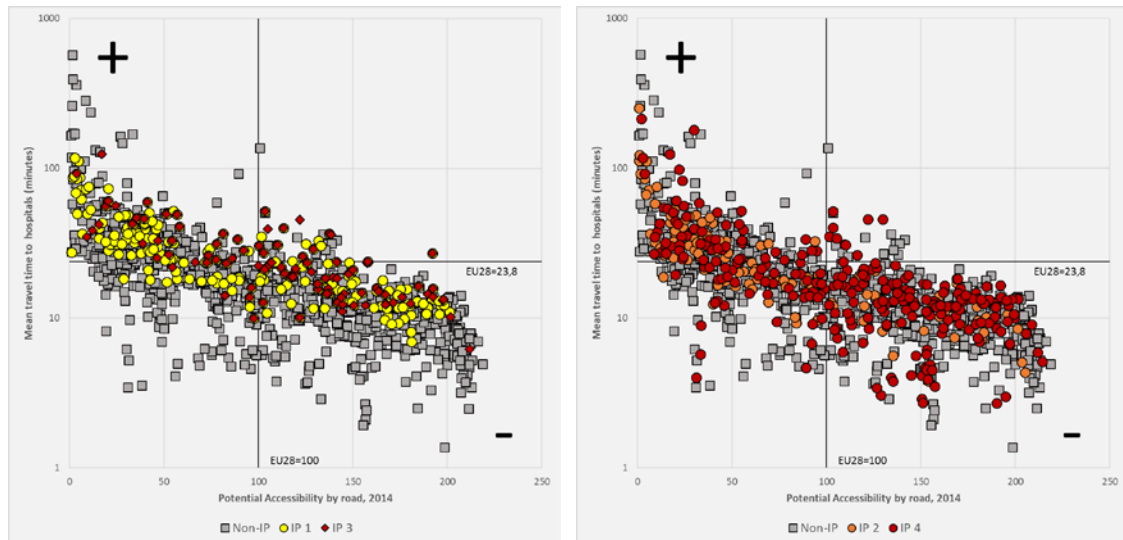 1000
100
10
1
Mean travel time to hospitals (minutes)
+
EU28=23,8
EU28=100
−
0 50 100 150 200 250
Potential Accessibility by road, 2014
Non-IP IP 1 IP 3
1000
100
10
1
Mean travel time to hospitals (minutes)
+
EU28=23,8
EU28=100
−
0 50 100 150 200 250
Potential Accessibility by road, 2014
Non-IP IP 2 IP 4